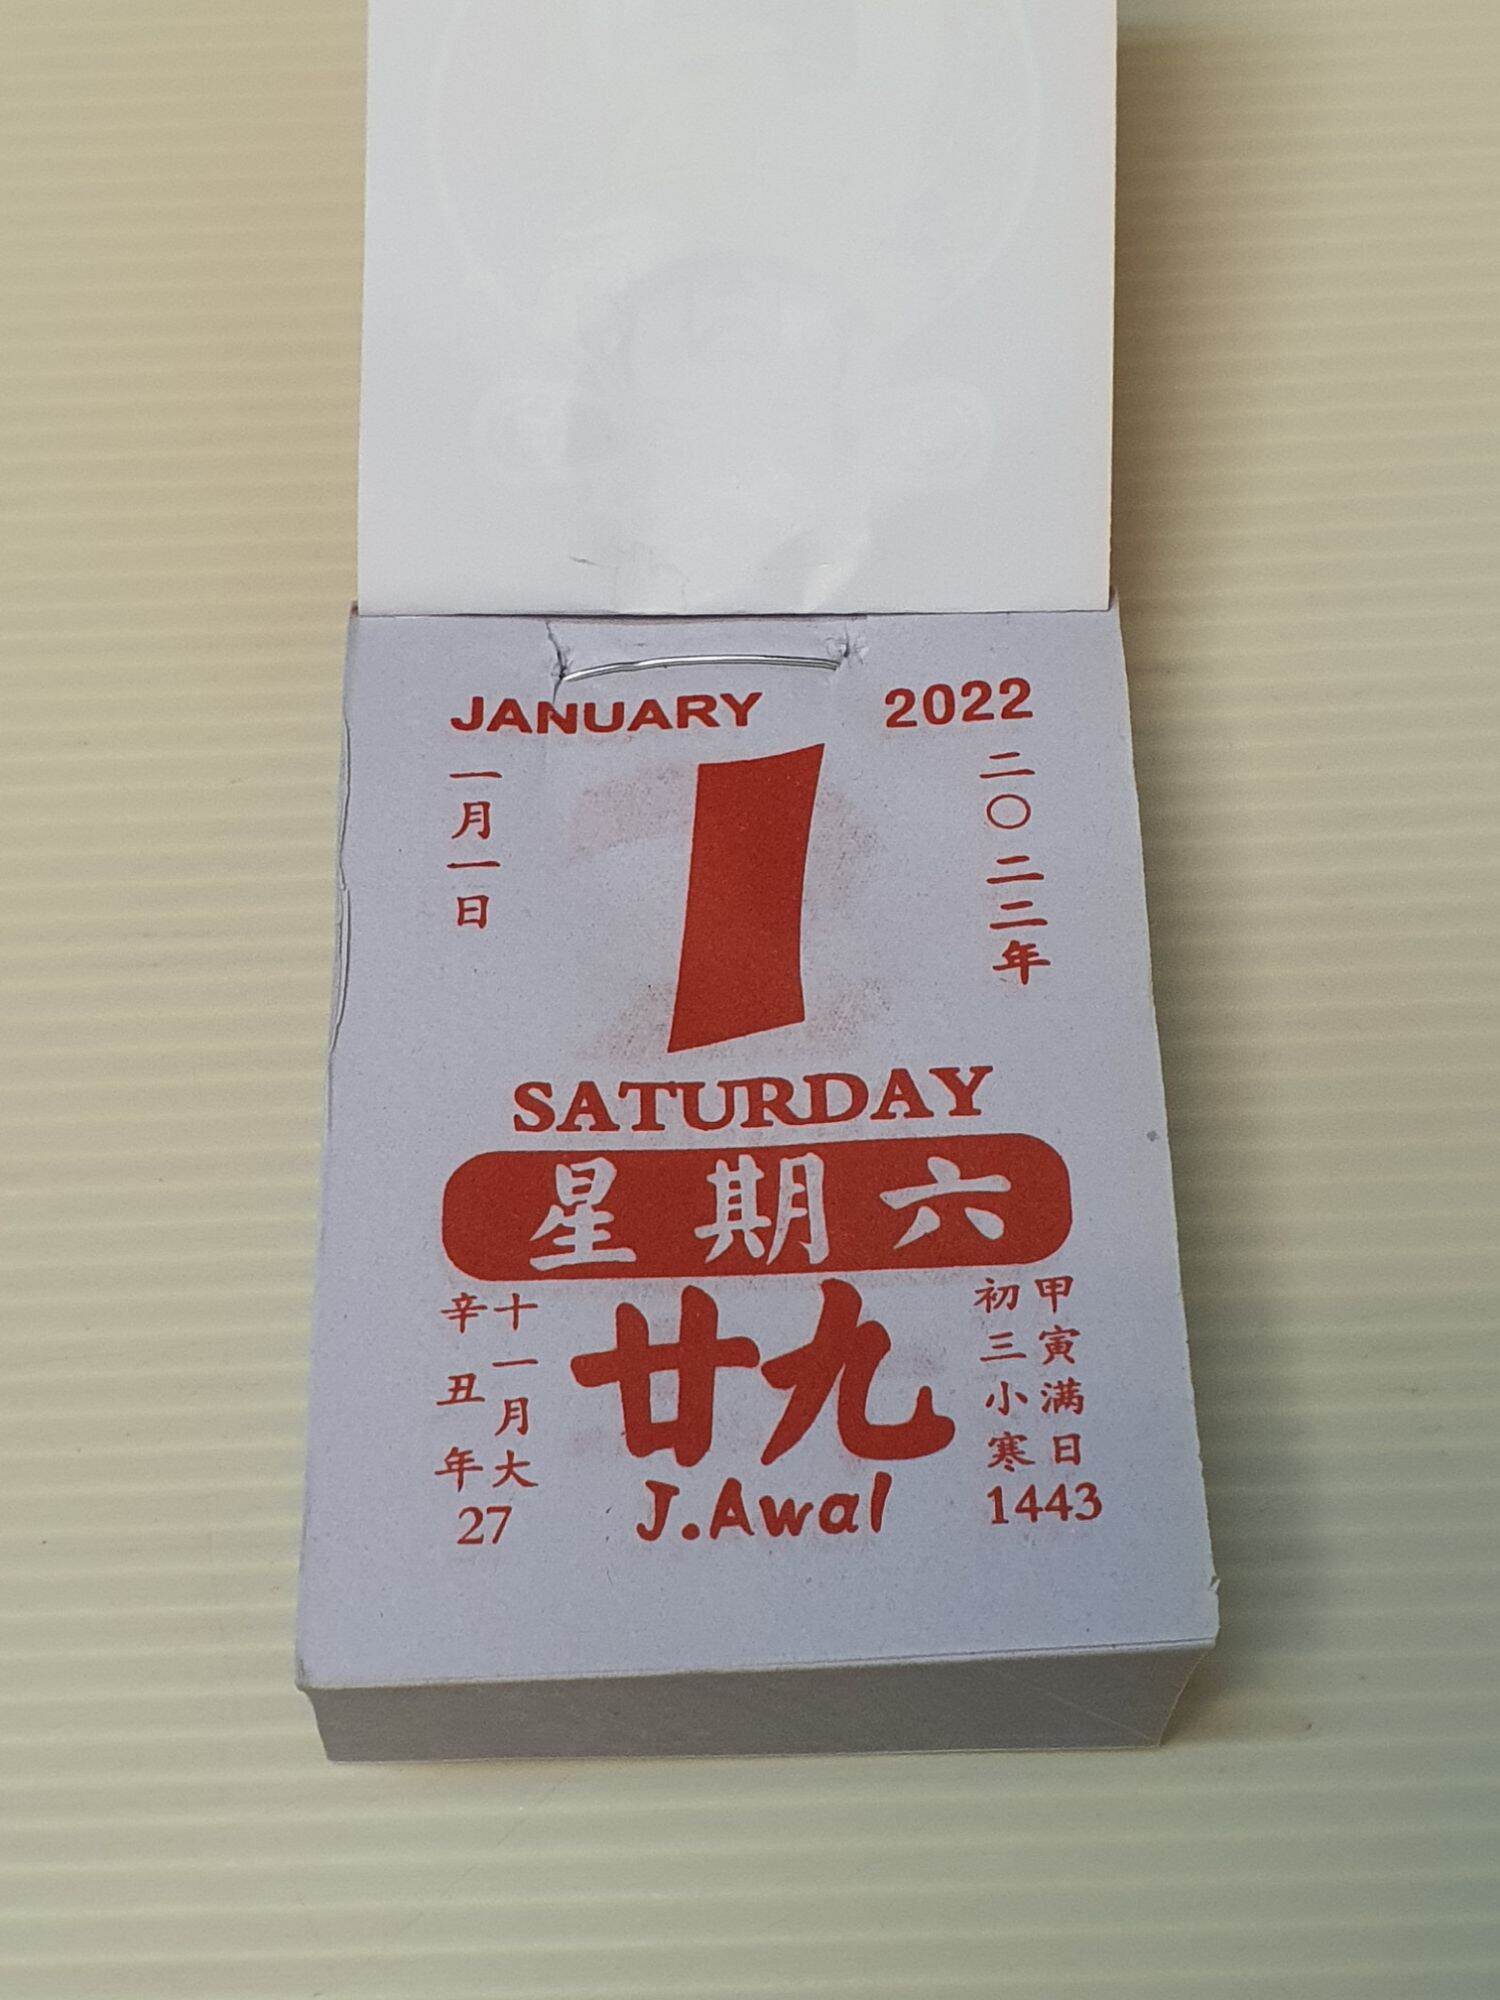 JANUARY 2022
一月一日
二〇二二年
1
SATURDAY
星期六
十一月大
辛丑年
廿九
甲寅满日
初三小寒
27 J.Awal 1443